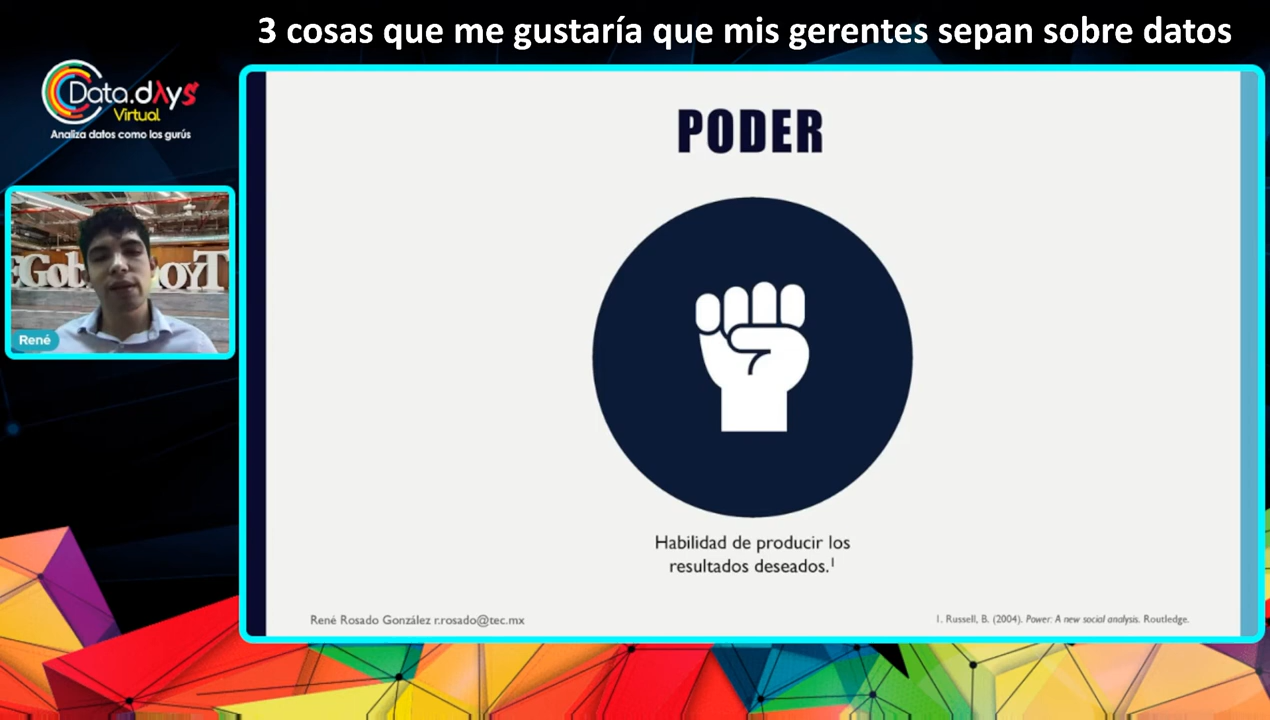 3 cosas que me gustaría que mis gerentes sepan sobre datos
Data.dλys
Virtual
Analiza datos como los gurús
PODER
René
Habilidad de producir los
resultados deseados.¹
René Rosado González r.rosado@tec.mx
1. Russell, B. (2004). Power: A new social analysis. Routledge.